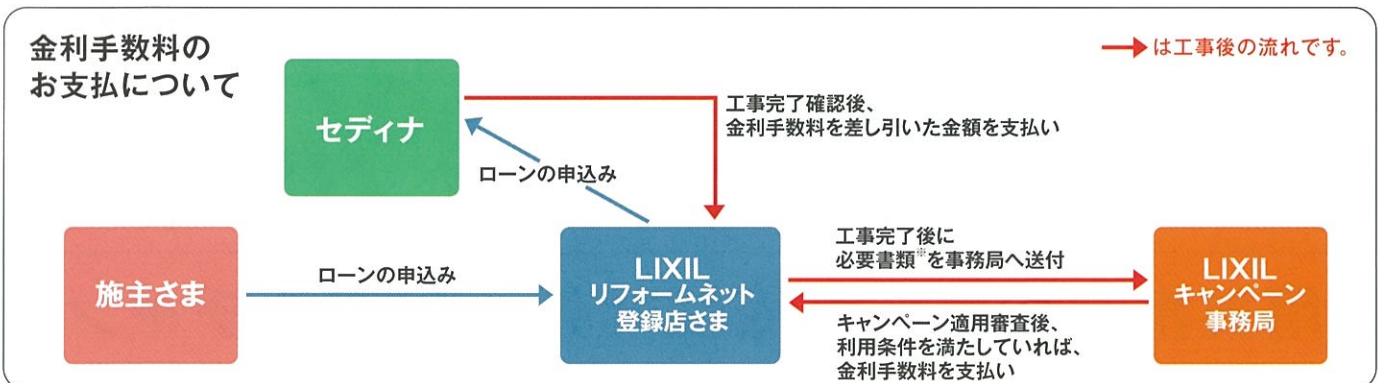 金利手数料の
お支払について
は工事後の流れです。
セディナ
工事完了確認後、
金利手数料を差し引いた金額を支払い
ローンの申込み
施主さま
ローンの申込み
LIXIL
リフォームネット
登録店さま
工事完了後に
必要書類※を事務局へ送付
キャンペーン適用審査後、
利用条件を満たしていれば、
金利手数料を支払い
LIXIL
キャンペーン
事務局